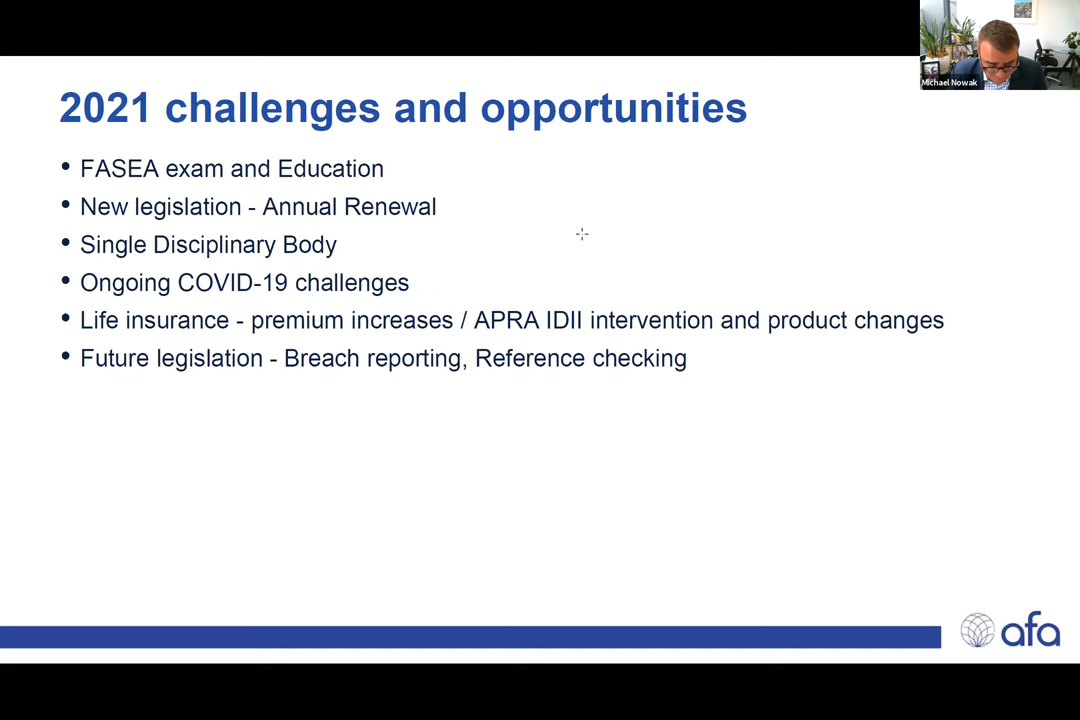 Michael Nowak
2021 challenges and opportunities
• FASEA exam and Education
• New legislation - Annual Renewal
• Single Disciplinary Body
• Ongoing COVID-19 challenges
• Life insurance - premium increases / APRA IDII intervention and product changes
• Future legislation - Breach reporting, Reference checking
afa